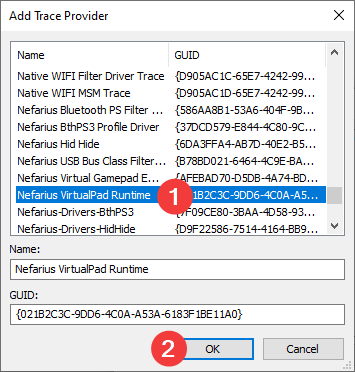 Add Trace Provider
Name GUID
Native WIFI Filter Driver Trace {D905AC1C-65E7-4242-99...
Native WIFI MSM Trace {D905AC1D-65E7-4242-99...
Nefarius Bluetooth PS Filter ... {586AA8B1-53A6-404F-9B...
Nefarius BthPS3 Profile Driver {37DCD579-E844-4C80-9C...
Nefarius Hid Hide {6DA3FFA4-AB7D-40E2-B5...
Nefarius USB Bus Class Filter... {B78BD021-6464-4C9E-BA...
Nefarius Virtual Gamepad E... {AFEBAD70-D5DB-4A74-BD...
Nefarius VirtualPad Runtime 1 21B2C3C-9DD6-4C0A-A5...
Nefarius-Drivers-BthPS3 {7F09CE80-3BAA-4D58-93...
Nefarius-Drivers-HidHide {D9F22586-7514-4164-BB9...
Name:
Nefarius VirtualPad Runtime
GUID:
{021B2C3C-9DD6-4C0A-A53A-6183F1BE11A0}
2 OK Cancel